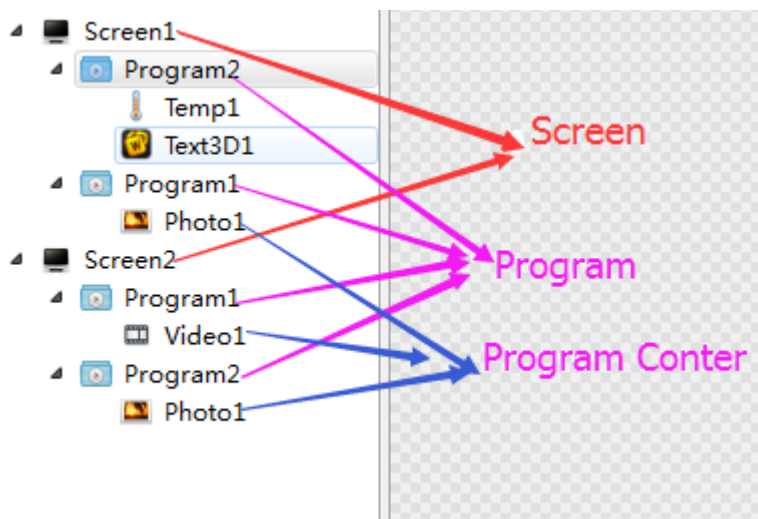 Screen1
Program2
Temp1
Text3D1
Program1
Photo1
Screen2
Program1
Video1
Program2
Photo1
Screen
Program
Program Conter